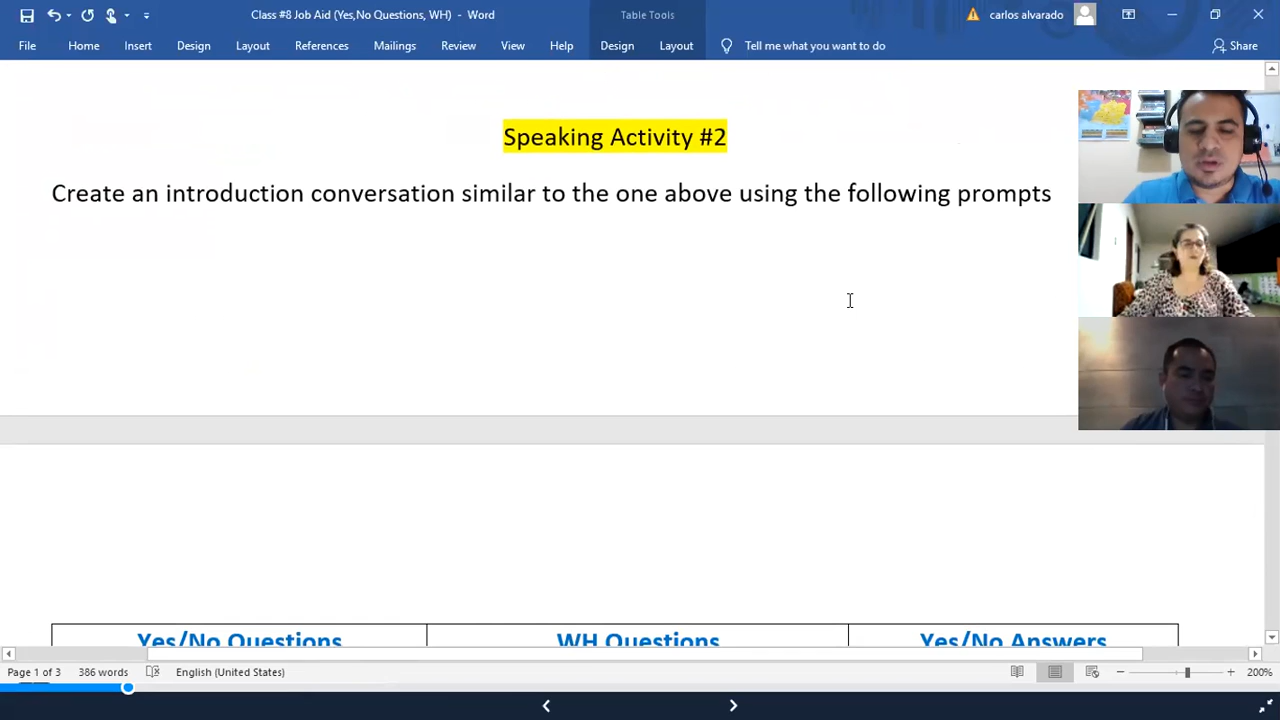 Class #8 Job Aid (Yes,No Questions, WH) - Word
Table Tools
carlos alvarado
File Home Insert Design Layout References Mailings Review View Help Design Layout Tell me what you want to do Share
Speaking Activity #2
Create an introduction conversation similar to the one above using the following prompts
Yes/No Questions WH Questions Yes/No Answers
Page 1 of 3 386 words English (United States) 200%